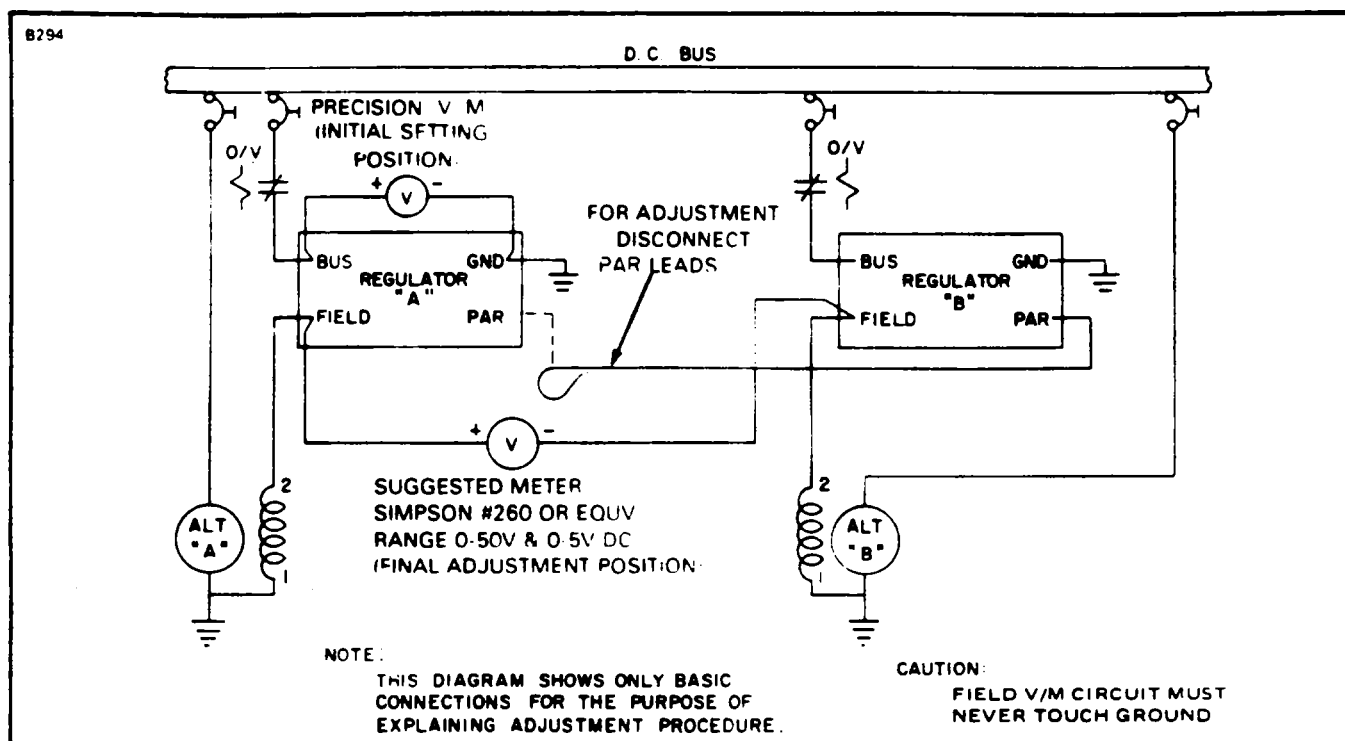 B294
D. C. BUS
PRECISION V M
(INITIAL SETTING
POSITION
O/V
O/V
+ V -
FOR ADJUSTMENT
DISCONNECT
PAR LEADS
BUS GND
REGULATOR
"A"
FIELD PAR
BUS GND
REGULATOR
"B"
FIELD PAR
+ V -
SUGGESTED METER
SIMPSON #260 OR EQUV
RANGE 0-50V & 0-5V DC
(FINAL ADJUSTMENT POSITION
ALT
"A"
2
1
2
1
ALT
"B"
NOTE:
THIS DIAGRAM SHOWS ONLY BASIC
CONNECTIONS FOR THE PURPOSE OF
EXPLAINING ADJUSTMENT PROCEDURE.
CAUTION:
FIELD V/M CIRCUIT MUST
NEVER TOUCH GROUND